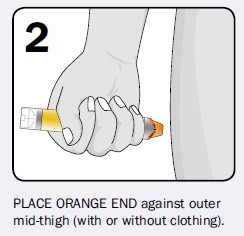 2
PLACE ORANGE END against outer
mid-thigh (with or without clothing).